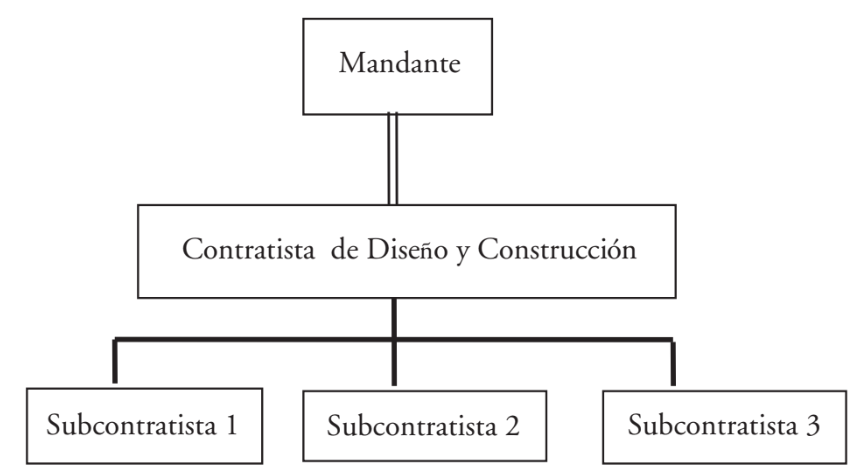 Mandante
Contratista de Diseño y Construcción
Subcontratista 1
Subcontratista 2
Subcontratista 3